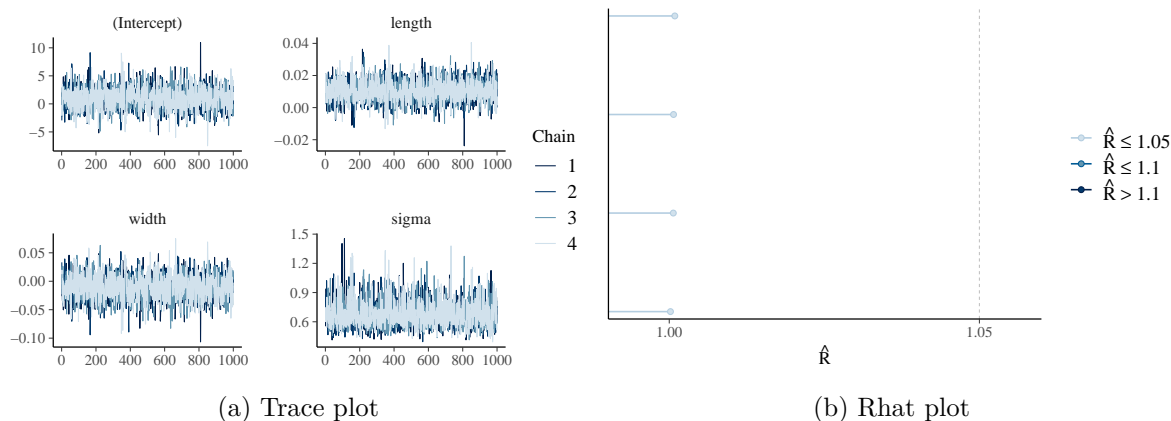 (Intercept)
10
5
0
−5
0 200 400 600 800 1000
length
0.04
0.02
0.00
−0.02
0 200 400 600 800 1000
width
0.05
0.00
−0.05
−0.10
0 200 400 600 800 1000
sigma
1.5
1.2
0.9
0.6
0 200 400 600 800 1000
Chain
1
2
3
4
(a) Trace plot
1.00 1.05
R̂
R̂ ≤ 1.05
R̂ ≤ 1.1
R̂ > 1.1
(b) Rhat plot